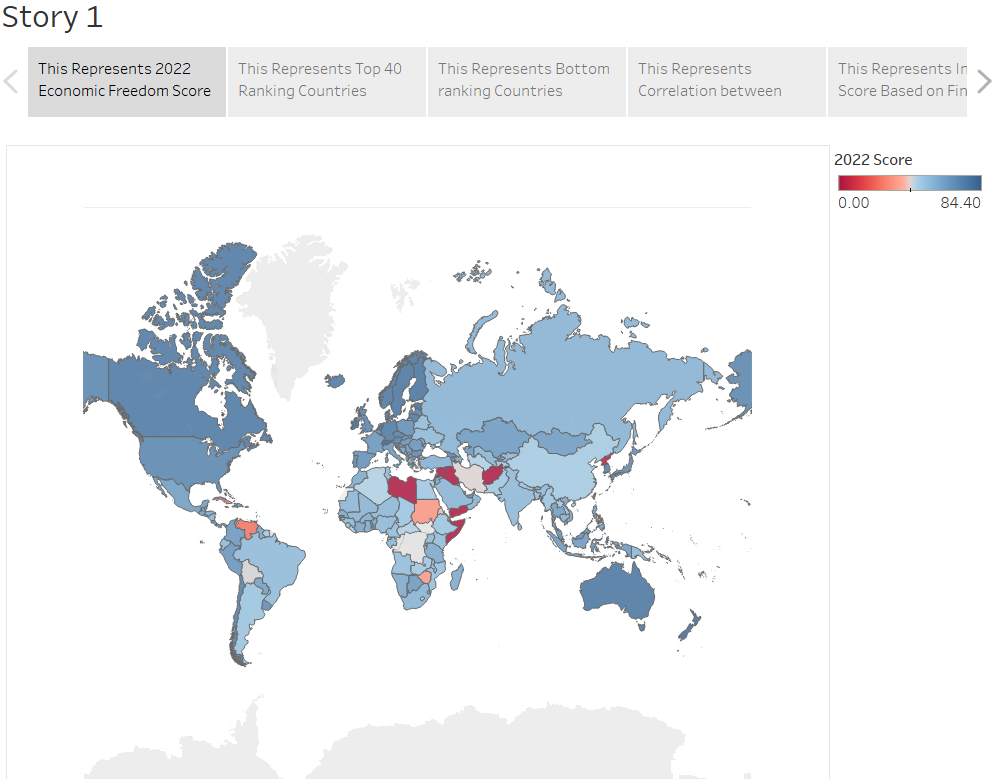 Story 1
This Represents 2022
Economic Freedom Score
This Represents Top 40
Ranking Countries
This Represents Bottom
ranking Countries
This Represents
Correlation between
This Represents In
Score Based on Fin
2022 Score
0.00
84.40